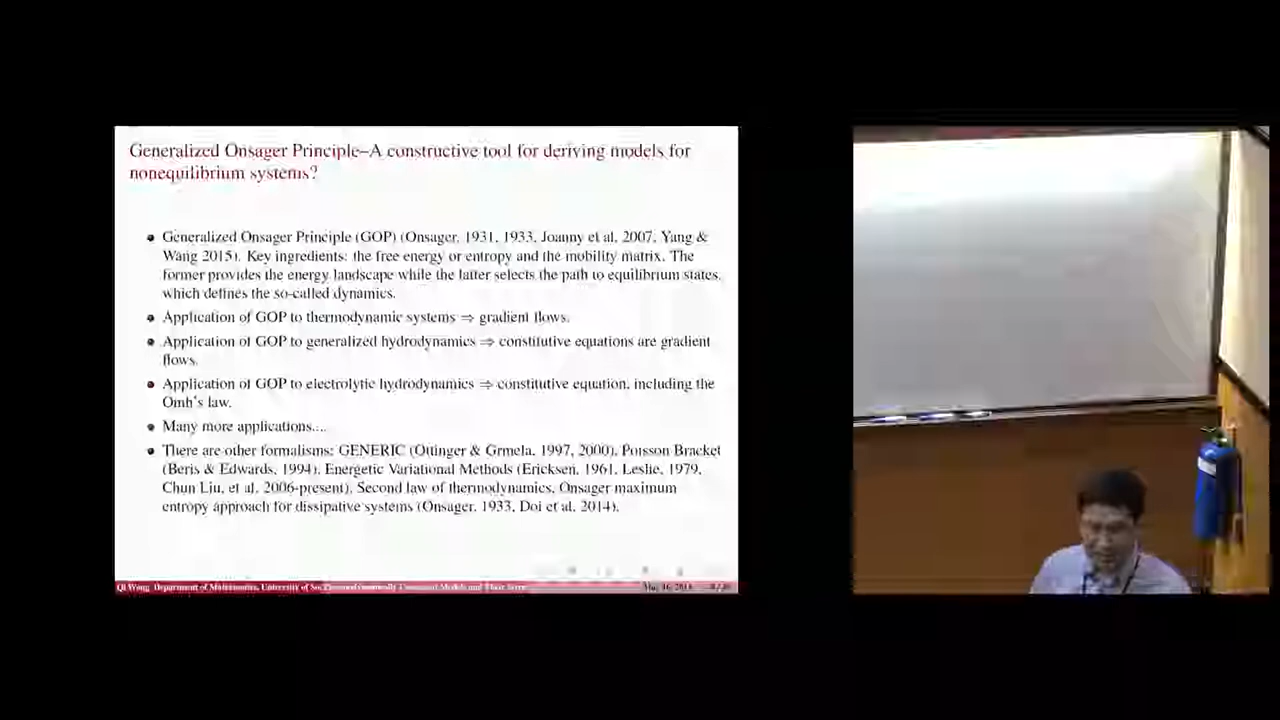 Generalized Onsager Principle–A constructive tool for deriving models for
nonequilibrium systems?
Generalized Onsager Principle (GOP) (Onsager, 1931, 1933, Joanny et al, 2007, Yang &
Wang 2015). Key ingredients: the free energy or entropy and the mobility matrix. The
former provides the energy landscape while the latter selects the path to equilibrium states,
which defines the so-called dynamics.
Application of GOP to thermodynamic systems ⇒ gradient flows.
Application of GOP to generalized hydrodynamics ⇒ constitutive equations are gradient
flows.
Application of GOP to electrolytic hydrodynamics ⇒ constitutive equation, including the
Omh's law.
Many more applications....
There are other formalisms: GENERIC (Ottinger & Grmela, 1997, 2000), Poisson Bracket
(Beris & Edwards, 1994), Energetic Variational Methods (Ericksen, 1961, Leslie, 1979,
Chun Liu, et al, 2006-present), Second law of thermodynamics, Onsager maximum
entropy approach for dissipative systems (Onsager, 1933, Doi et al, 2014).
Qi Wang Department of Mathematics, University of Models and Their